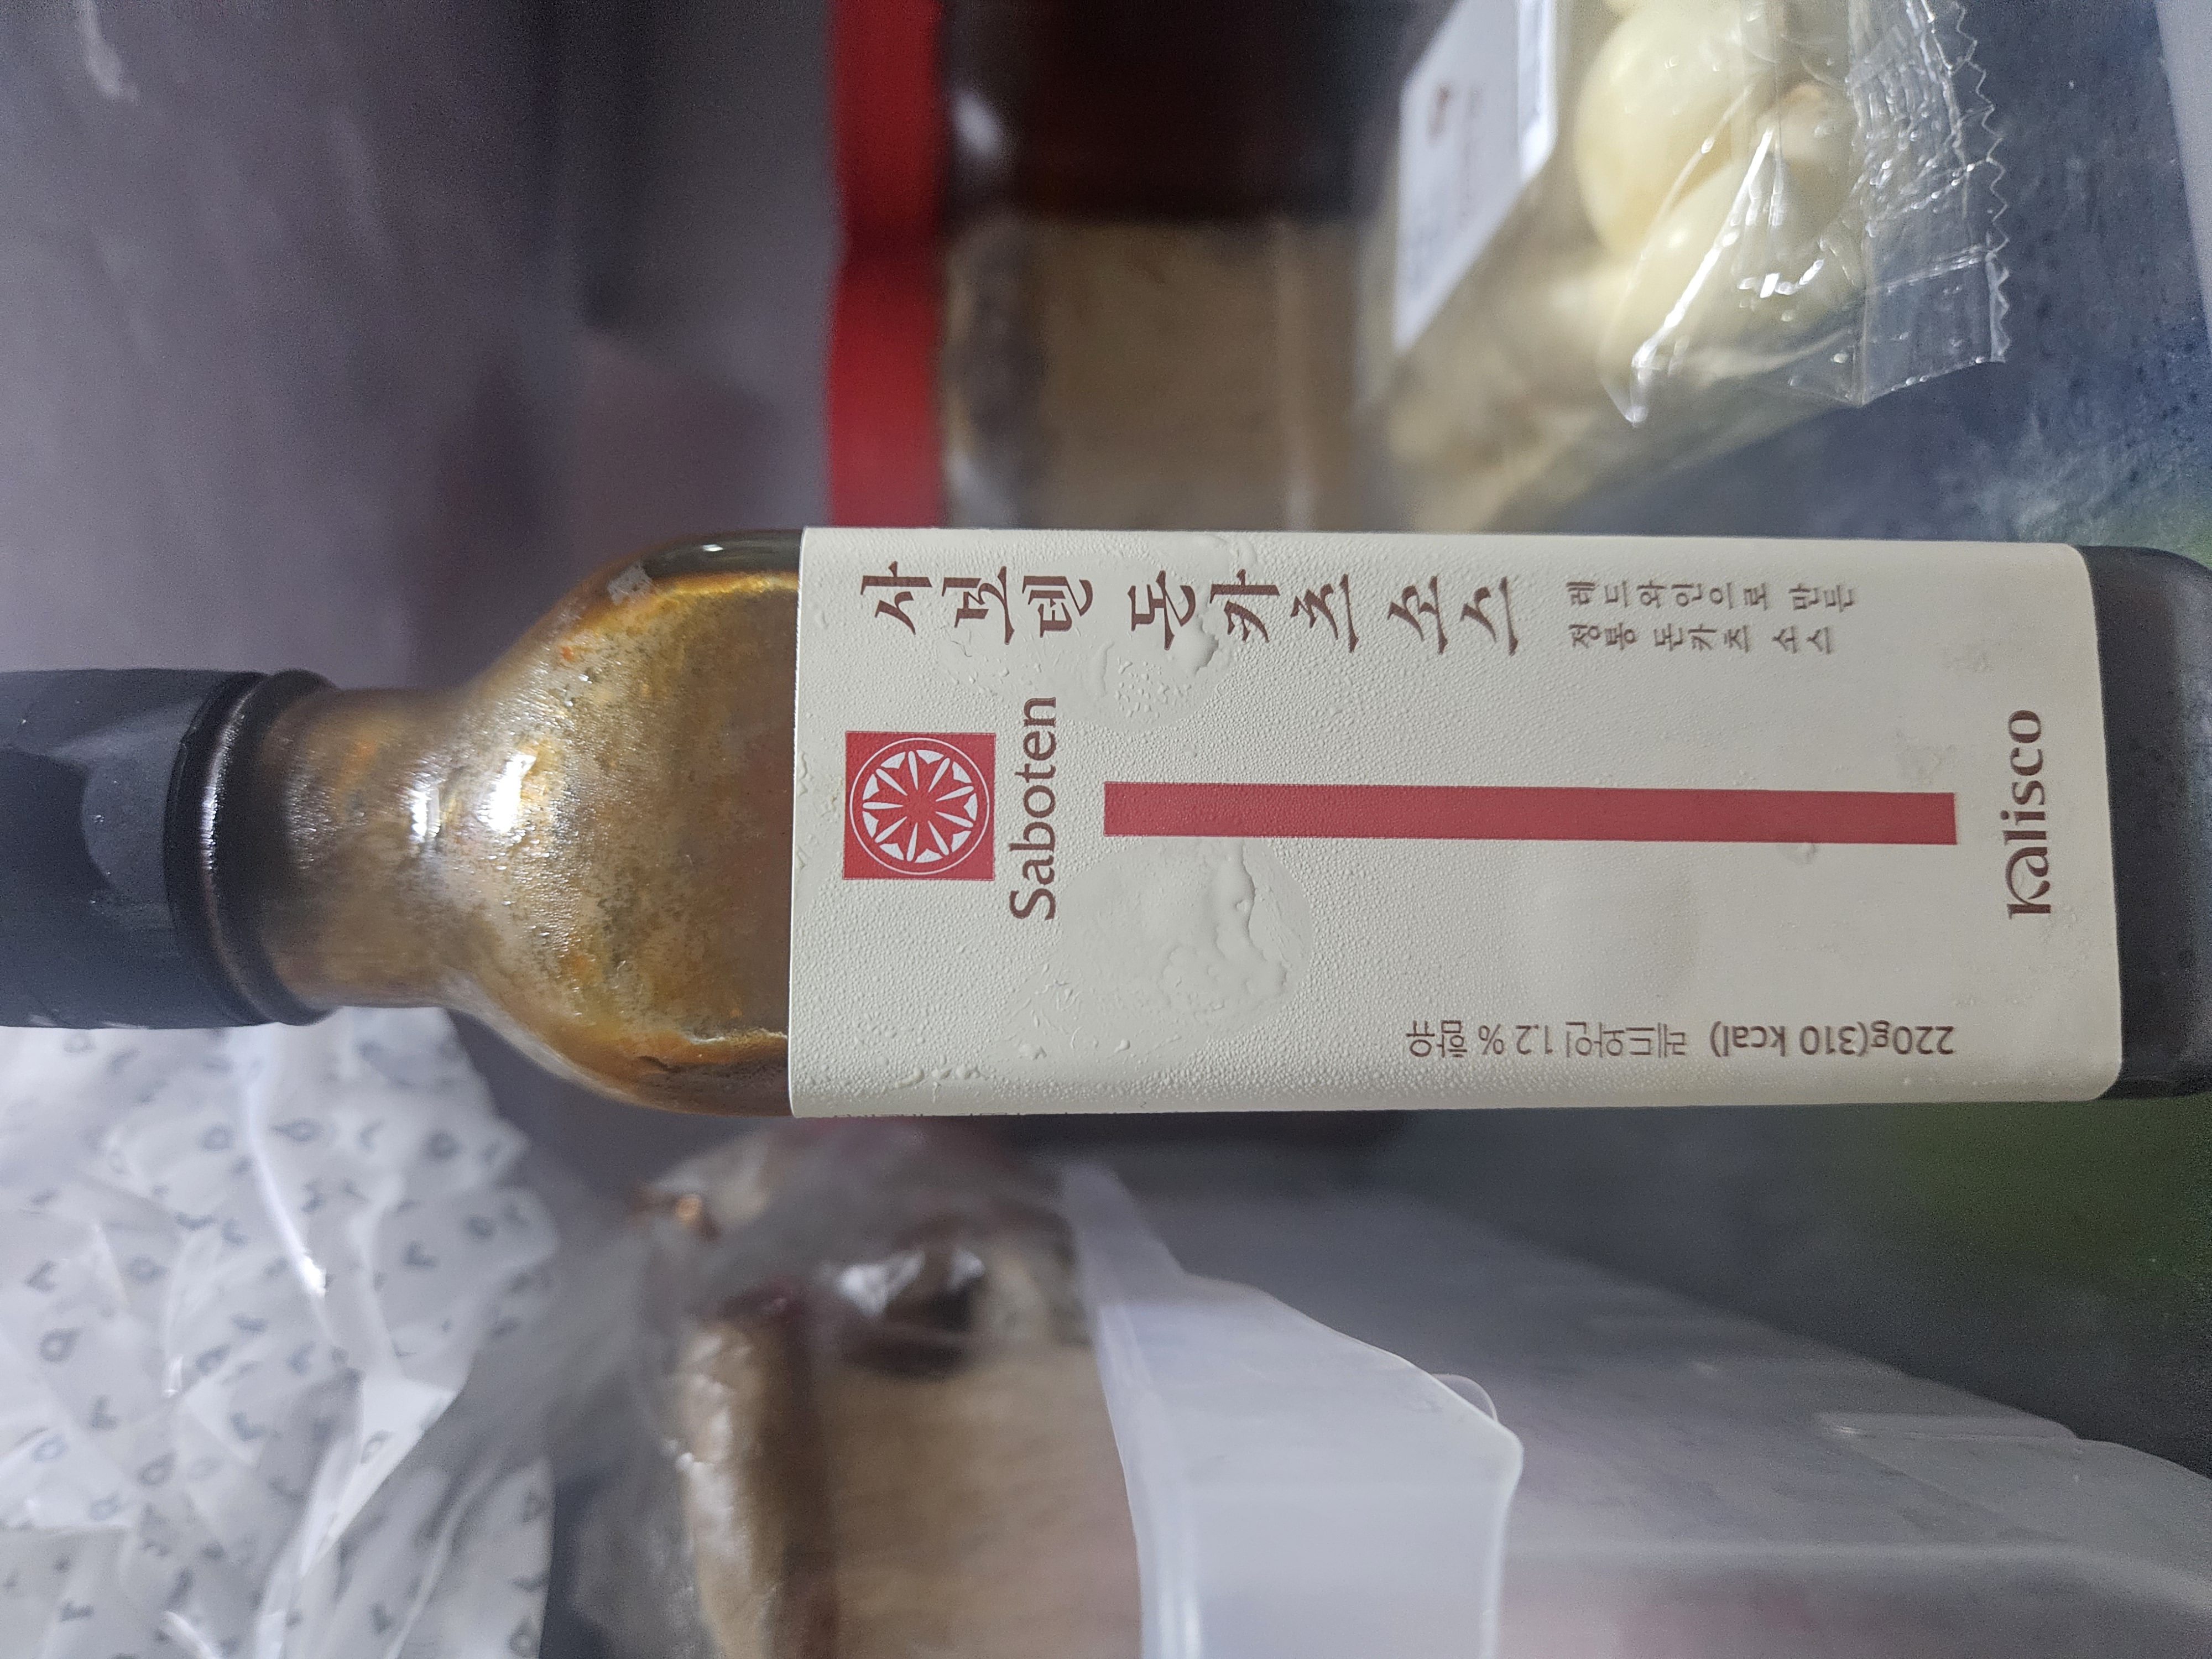 사보텐 돈카츠 소스
레드와인으로 만든
정통 돈카츠 소스
Saboten
Kalisco
220g(310 kcal) 레드와인 1.2 % 함유